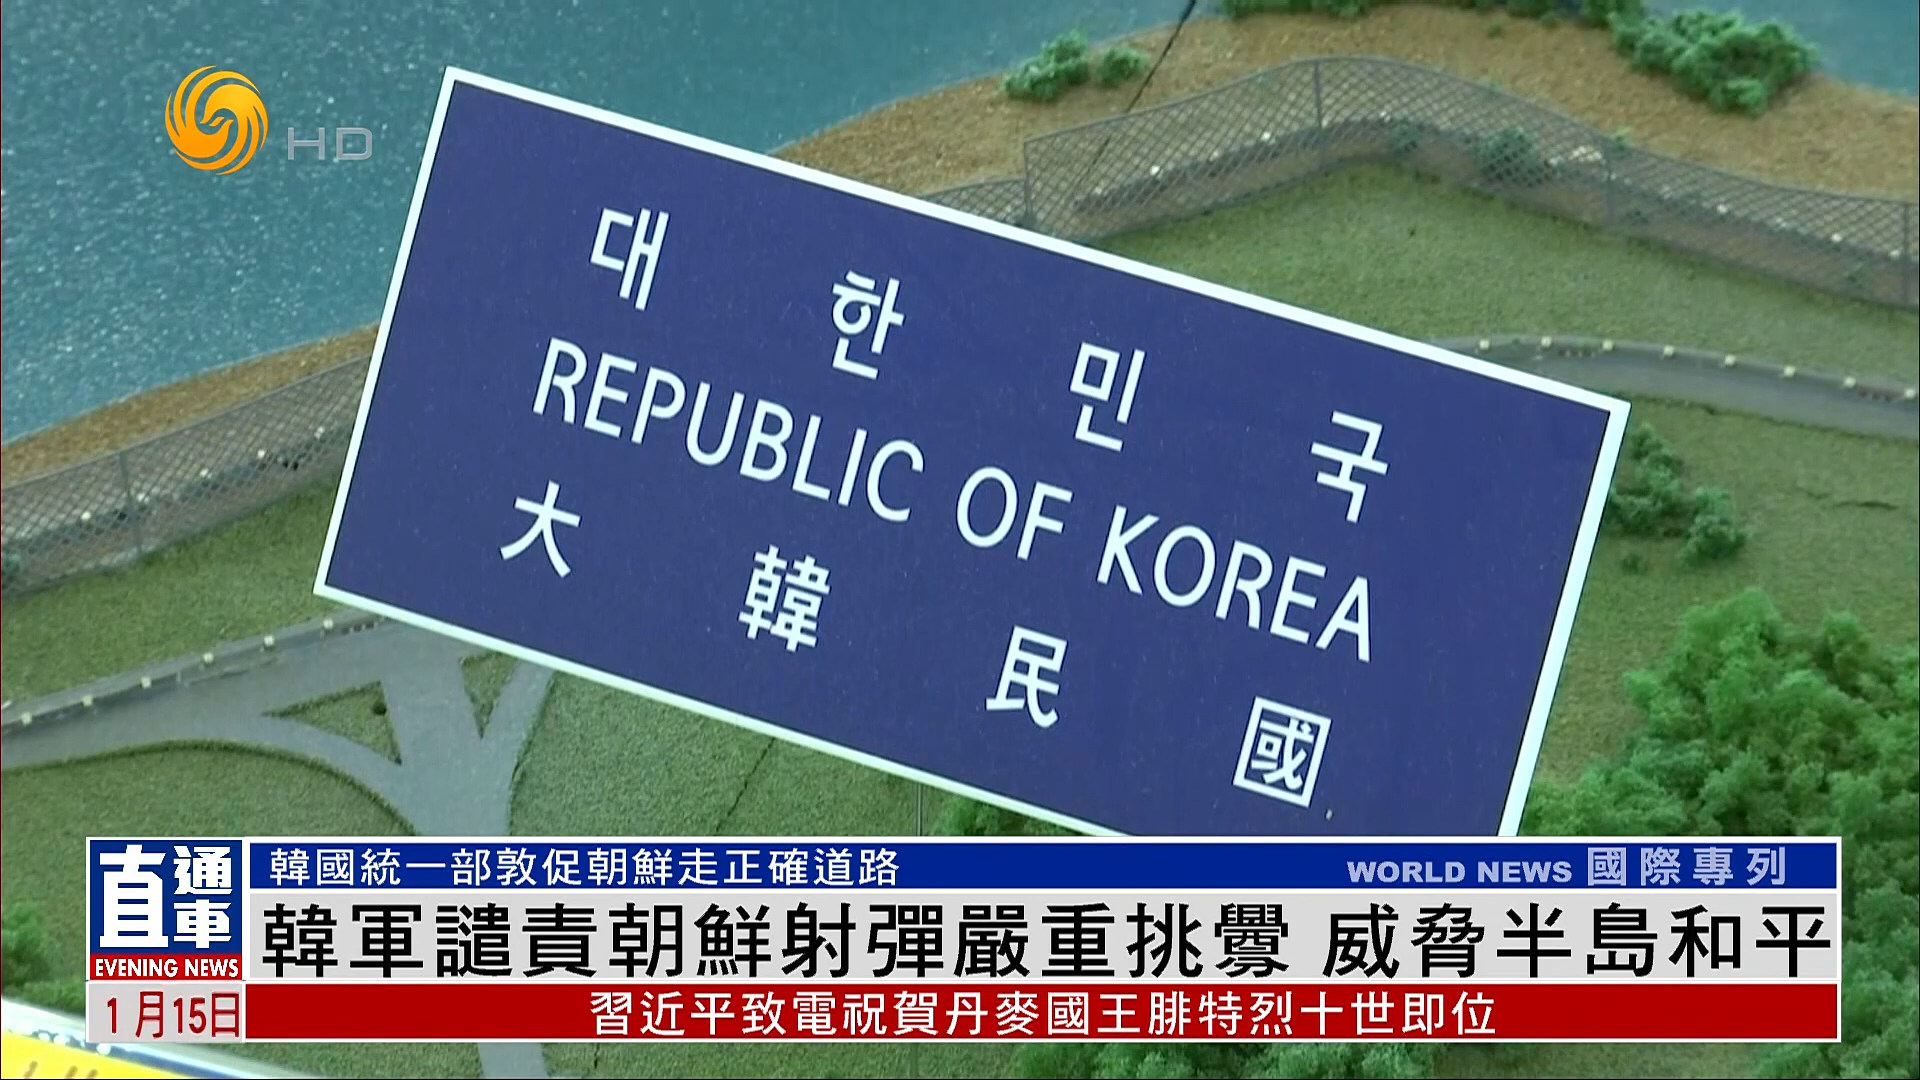 HD
대 한 민 국
REPUBLIC OF KOREA
大 韓 民 國
直通車
EVENING NEWS
韓國統一部敦促朝鮮走正確道路
WORLD NEWS 國際專列
韓軍譴責朝鮮射彈嚴重挑釁 威脅半島和平
1月15日
習近平致電祝賀丹麥國王腓特烈十世即位